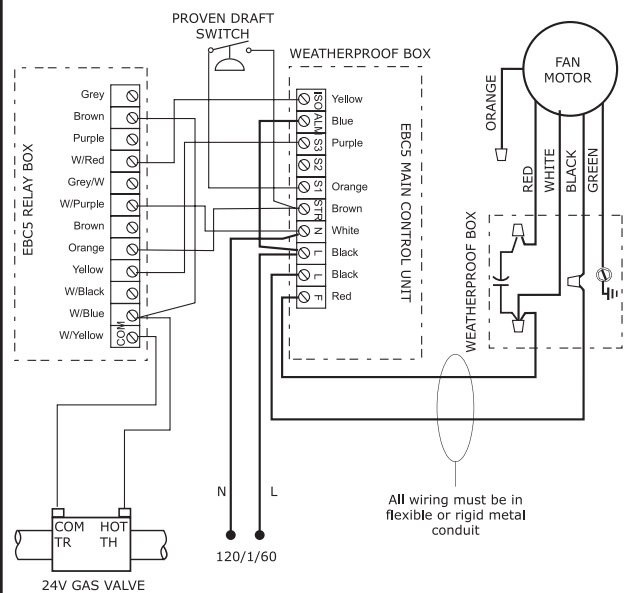 PROVEN DRAFT
SWITCH
WEATHERPROOF BOX
FAN
MOTOR
ORANGE
RED
WHITE
BLACK
GREEN
WEATHERPROOF BOX
EBC5 RELAY BOX
Grey
Brown
Purple
W/Red
Grey/W
W/Purple
Brown
Orange
Yellow
W/Black
W/Blue
W/Yellow
COM
ISO Yellow
ALM Blue
S3 Purple
S2
S1 Orange
STR Brown
N White
L Black
L Black
F Red
EBC5 MAIN CONTROL UNIT
N
L
120/1/60
All wiring must be in
flexible or rigid metal
conduit
COM HOT
TR TH
24V GAS VALVE